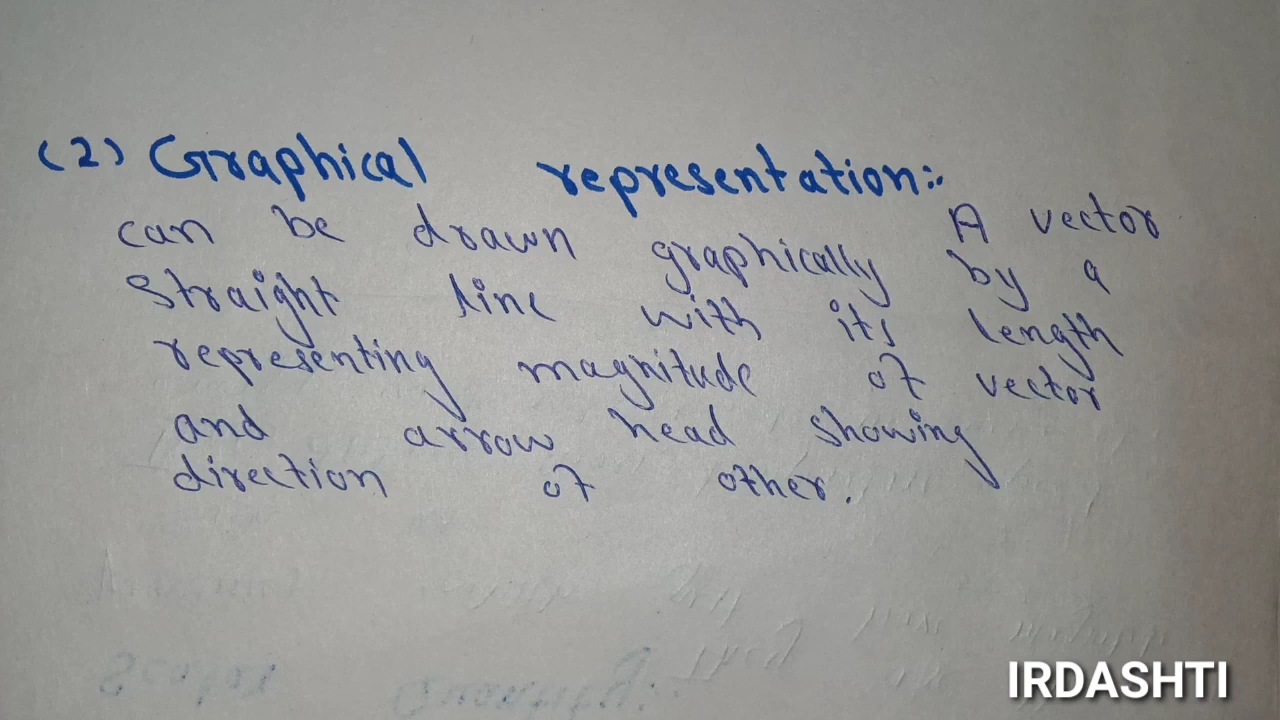 (2) Graphical representation:-
A vector
can be drawn graphically by a
straight line with its length
representing magnitude of vector
and arrow head showing
direction of other.
IRDASHTI